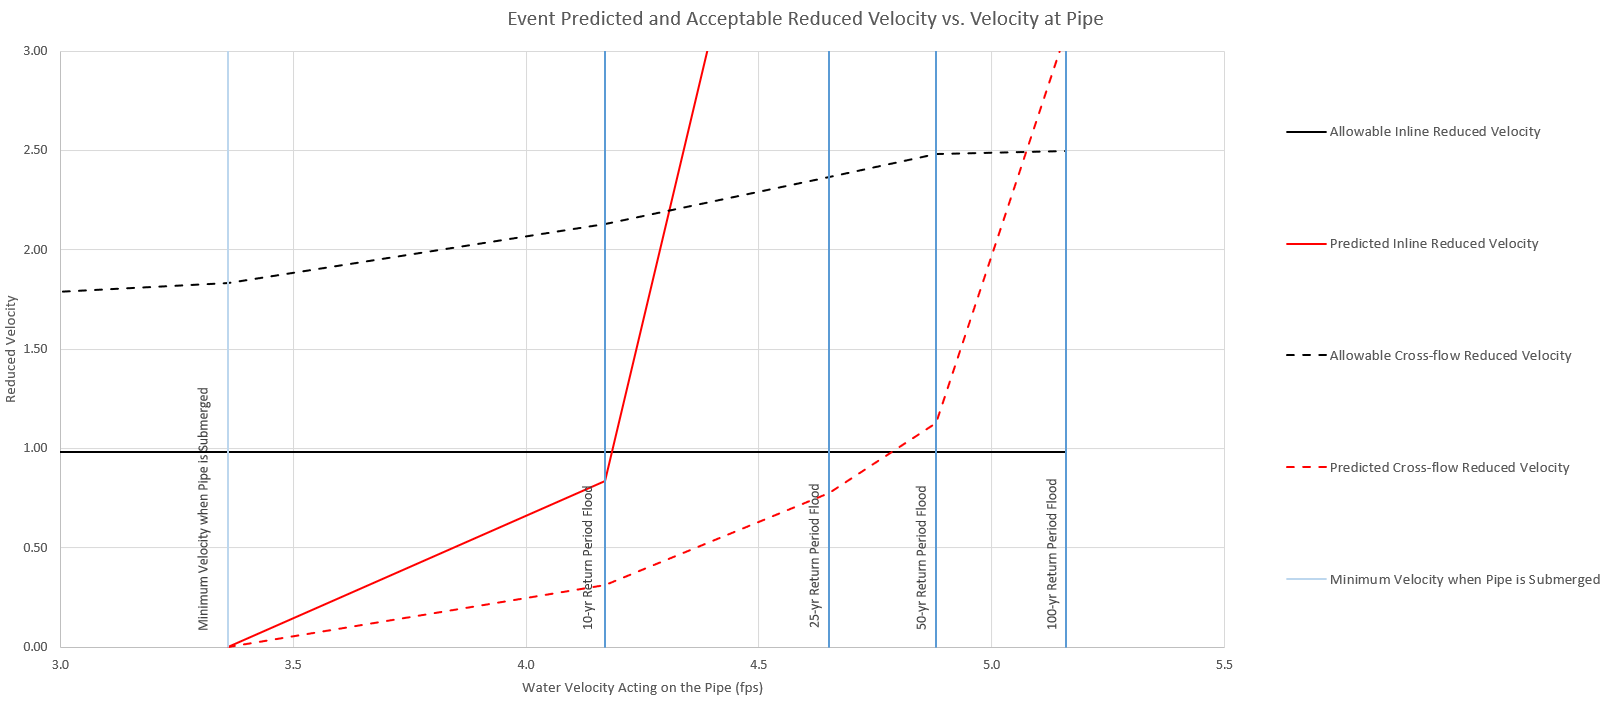 Event Predicted and Acceptable Reduced Velocity vs. Velocity at Pipe
3.00
2.50
2.00
1.50
1.00
0.50
0.00
Reduced Velocity
3.0
3.5
4.0
4.5
5.0
5.5
Water Velocity Acting on the Pipe (fps)
Minimum Velocity when Pipe is Submerged
10-yr Return Period Flood
25-yr Return Period Flood
50-yr Return Period Flood
100-yr Return Period Flood
Allowable Inline Reduced Velocity
Predicted Inline Reduced Velocity
Allowable Cross-flow Reduced Velocity
Predicted Cross-flow Reduced Velocity
Minimum Velocity when Pipe is Submerged